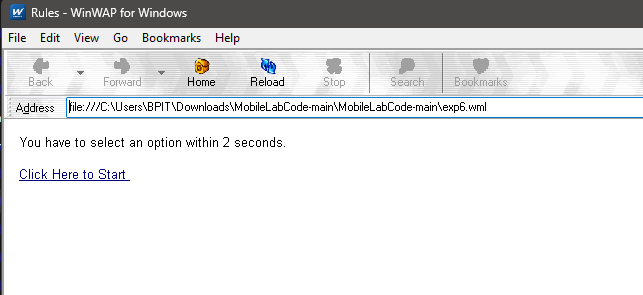 W Rules - WinWAP for Windows
File Edit View Go Bookmarks Help
Back Forward Home Reload Stop Search Bookmarks
Address file:///C:\Users\BPIT\Downloads\MobileLabCode-main\MobileLabCode-main\exp6.wml
You have to select an option within 2 seconds.
Click Here to Start